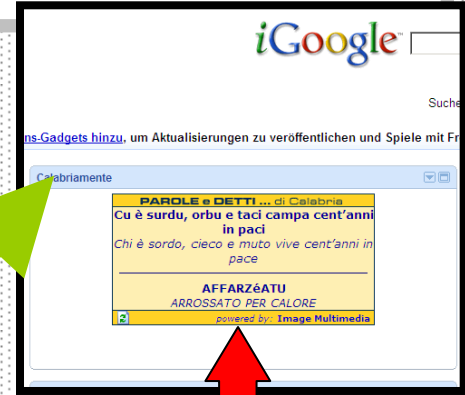 iGoogle
Suche
ns-Gadgets hinzu, um Aktualisierungen zu veröffentlichen und Spiele mit Fr
Calabriamente
PAROLE e DETTI ... di Calabria
Cu è surdu, orbu e taci campa cent'anni
in paci
Chi è sordo, cieco e muto vive cent'anni in
pace
AFFARZéATU
ARROSSATO PER CALORE
powered by: Image Multimedia